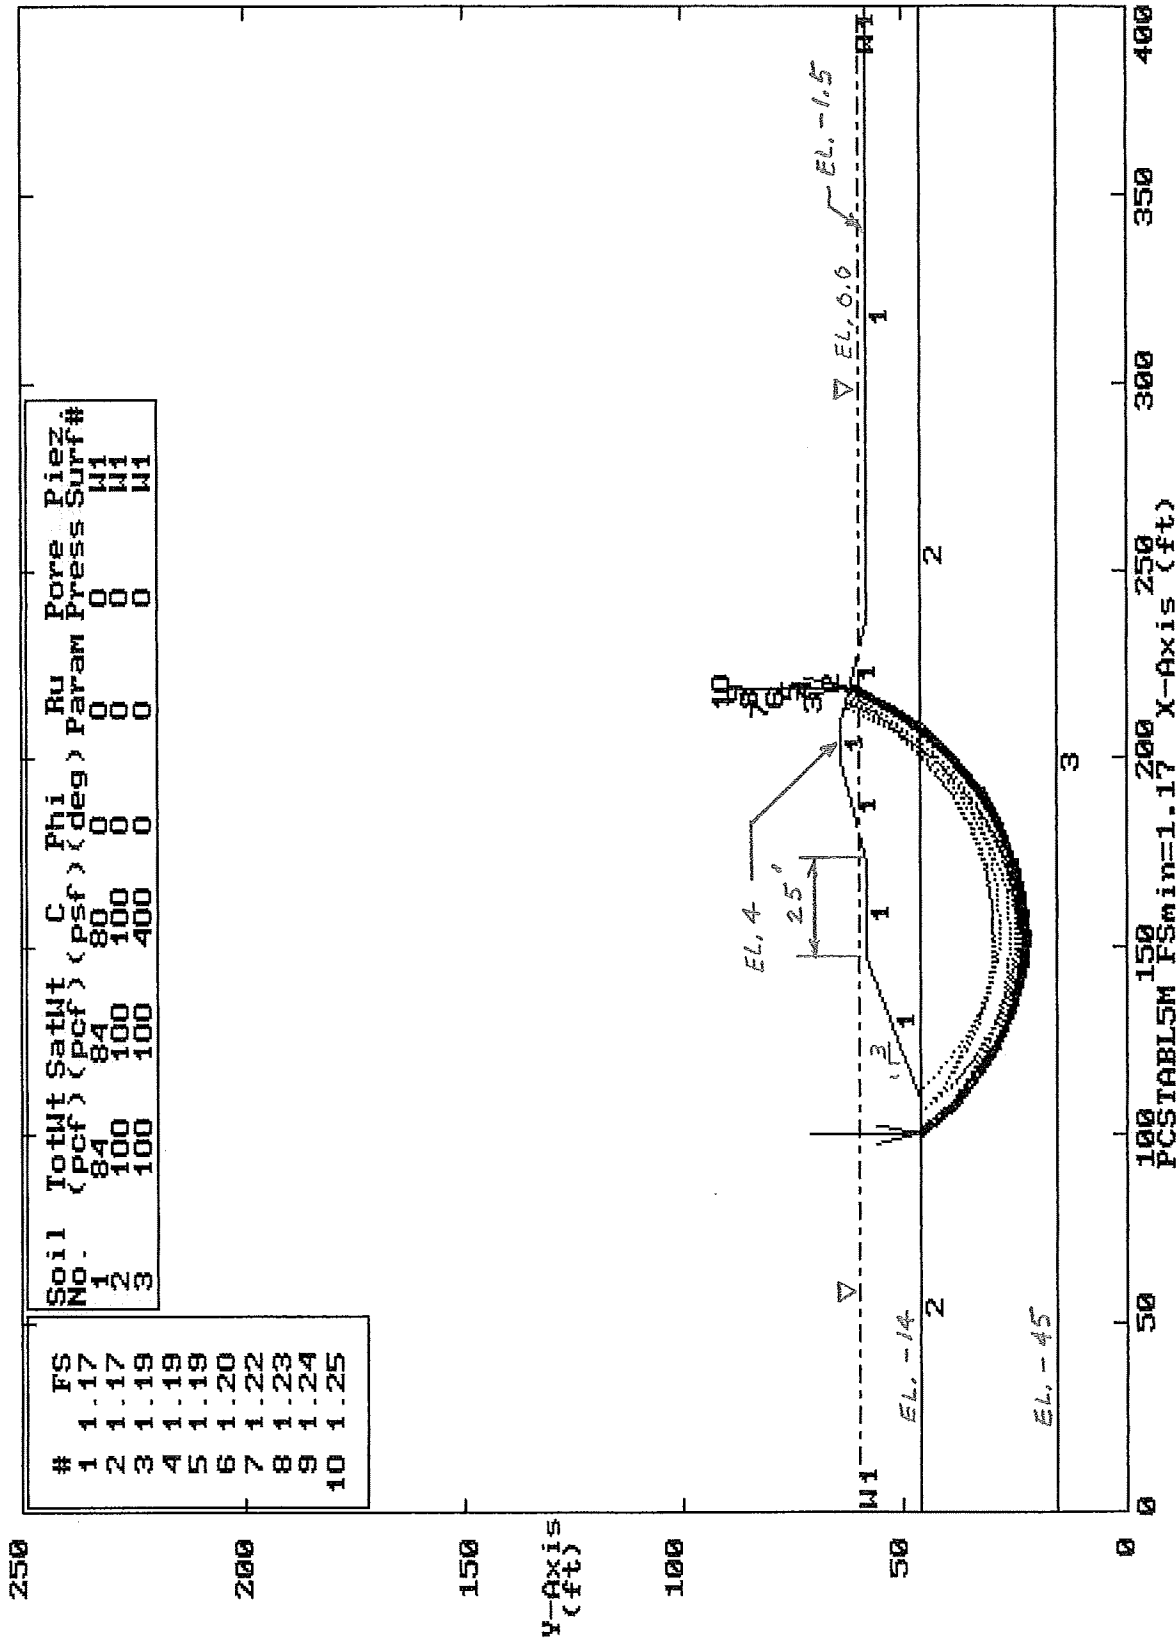 # FS
1 1.17
2 1.17
3 1.19
4 1.19
5 1.19
6 1.20
7 1.22
8 1.23
9 1.24
10 1.25
Soil TotWt SatWt C Phi Ru Pore Piez.
No. (pcf) (pcf) (psf) (deg) Param Press Surf#
1 84 84 80 0 0 0 W1
2 100 100 100 0 0 0 W1
3 100 100 400 0 0 0 W1
250
200
150
100
50
0
Y-Axis
(ft)
10
3
EL. 4
25'
EL. 0.0
EL. -1.5
W1
W1
1
3
1
1
1
1
1
1
1
EL. -14
2
2
EL. -45
3
0 50 100 150 200 250 300 350 400
PCSTABL5M FSmin=1.17 X-Axis (ft)